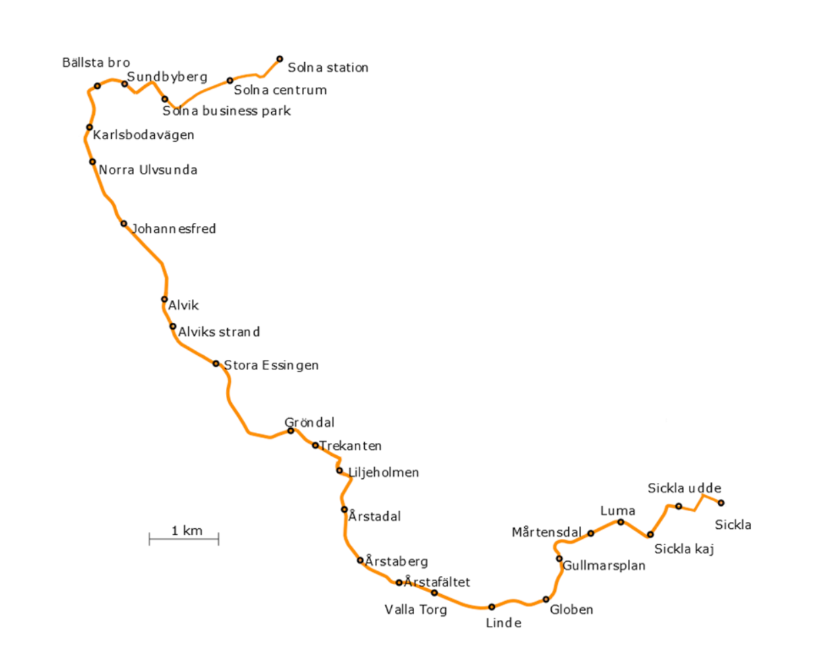 Bällsta bro
Sundbyberg
Solna station
Solna centrum
Solna business park
Karlsbodavägen
Norra Ulvsunda
Johannesfred
Alvik
Alviks strand
Stora Essingen
Gröndal
Trekanten
Liljeholmen
Årstadal
1 km
Årstaberg
Årstafältet
Valla Torg
Linde
Globen
Gullmarsplan
Mårtensdal
Luma
Sickla kaj
Sickla udde
Sickla